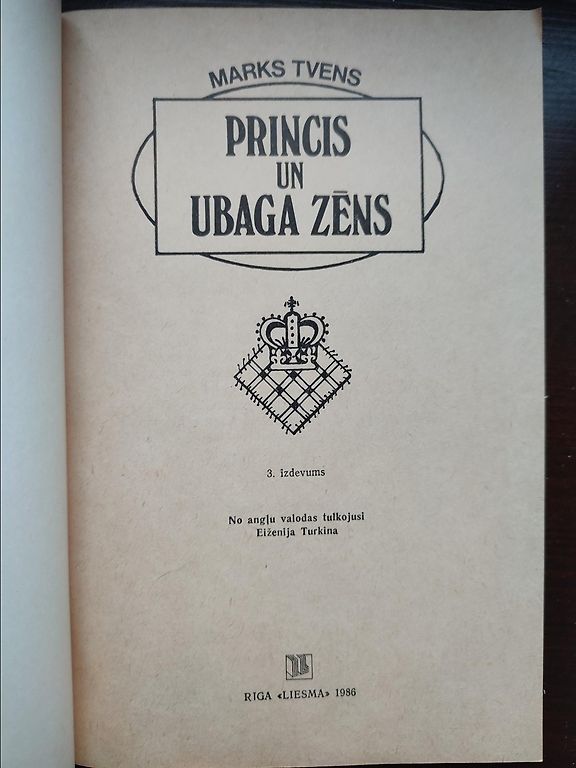 MARKS TVENS
PRINCIS
UN
UBAGA ZĒNS
3. izdevums
No angļu valodas tulkojusi
Eiženija Turkina
RIGA «LIESMA» 1986